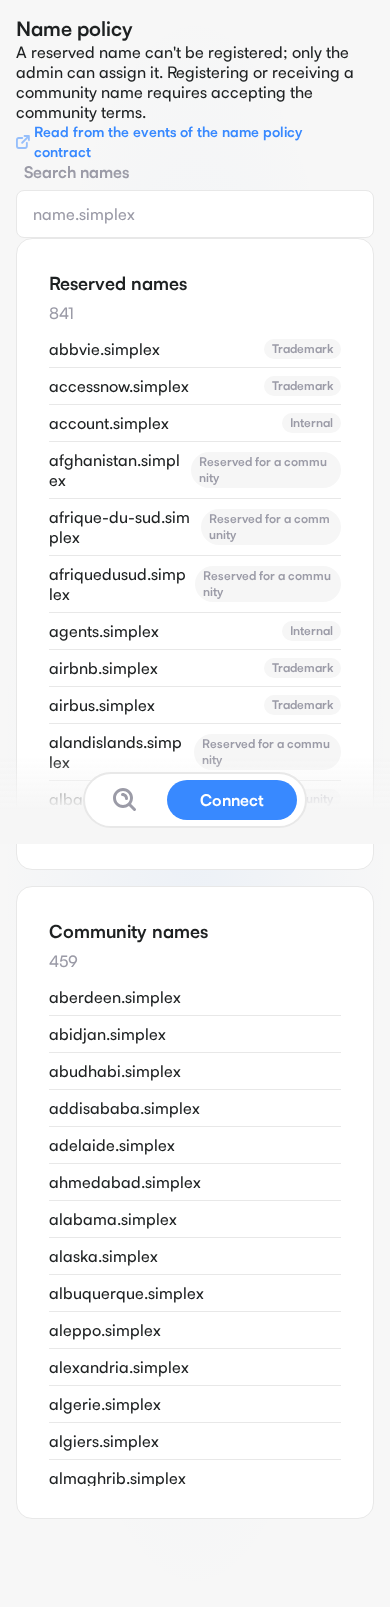 Name policy
A reserved name can't be registered; only the
admin can assign it. Registering or receiving a
community name requires accepting the
community terms.
Read from the events of the name policy
contract
Search names
name.simplex
Reserved names
841
abbvie.simplex Trademark
accessnow.simplex Trademark
account.simplex Internal
afghanistan.simpl
ex
Reserved for a commu
nity
afrique-du-sud.sim
plex
Reserved for a comm
unity
afriquedusud.simp
lex
Reserved for a commu
nity
agents.simplex Internal
airbnb.simplex Trademark
airbus.simplex Trademark
alandislands.simp
lex
Reserved for a commu
nity
Connect
Community names
459
aberdeen.simplex
abidjan.simplex
abudhabi.simplex
addisababa.simplex
adelaide.simplex
ahmedabad.simplex
alabama.simplex
alaska.simplex
albuquerque.simplex
aleppo.simplex
alexandria.simplex
algerie.simplex
algiers.simplex
almaghrib.simplex